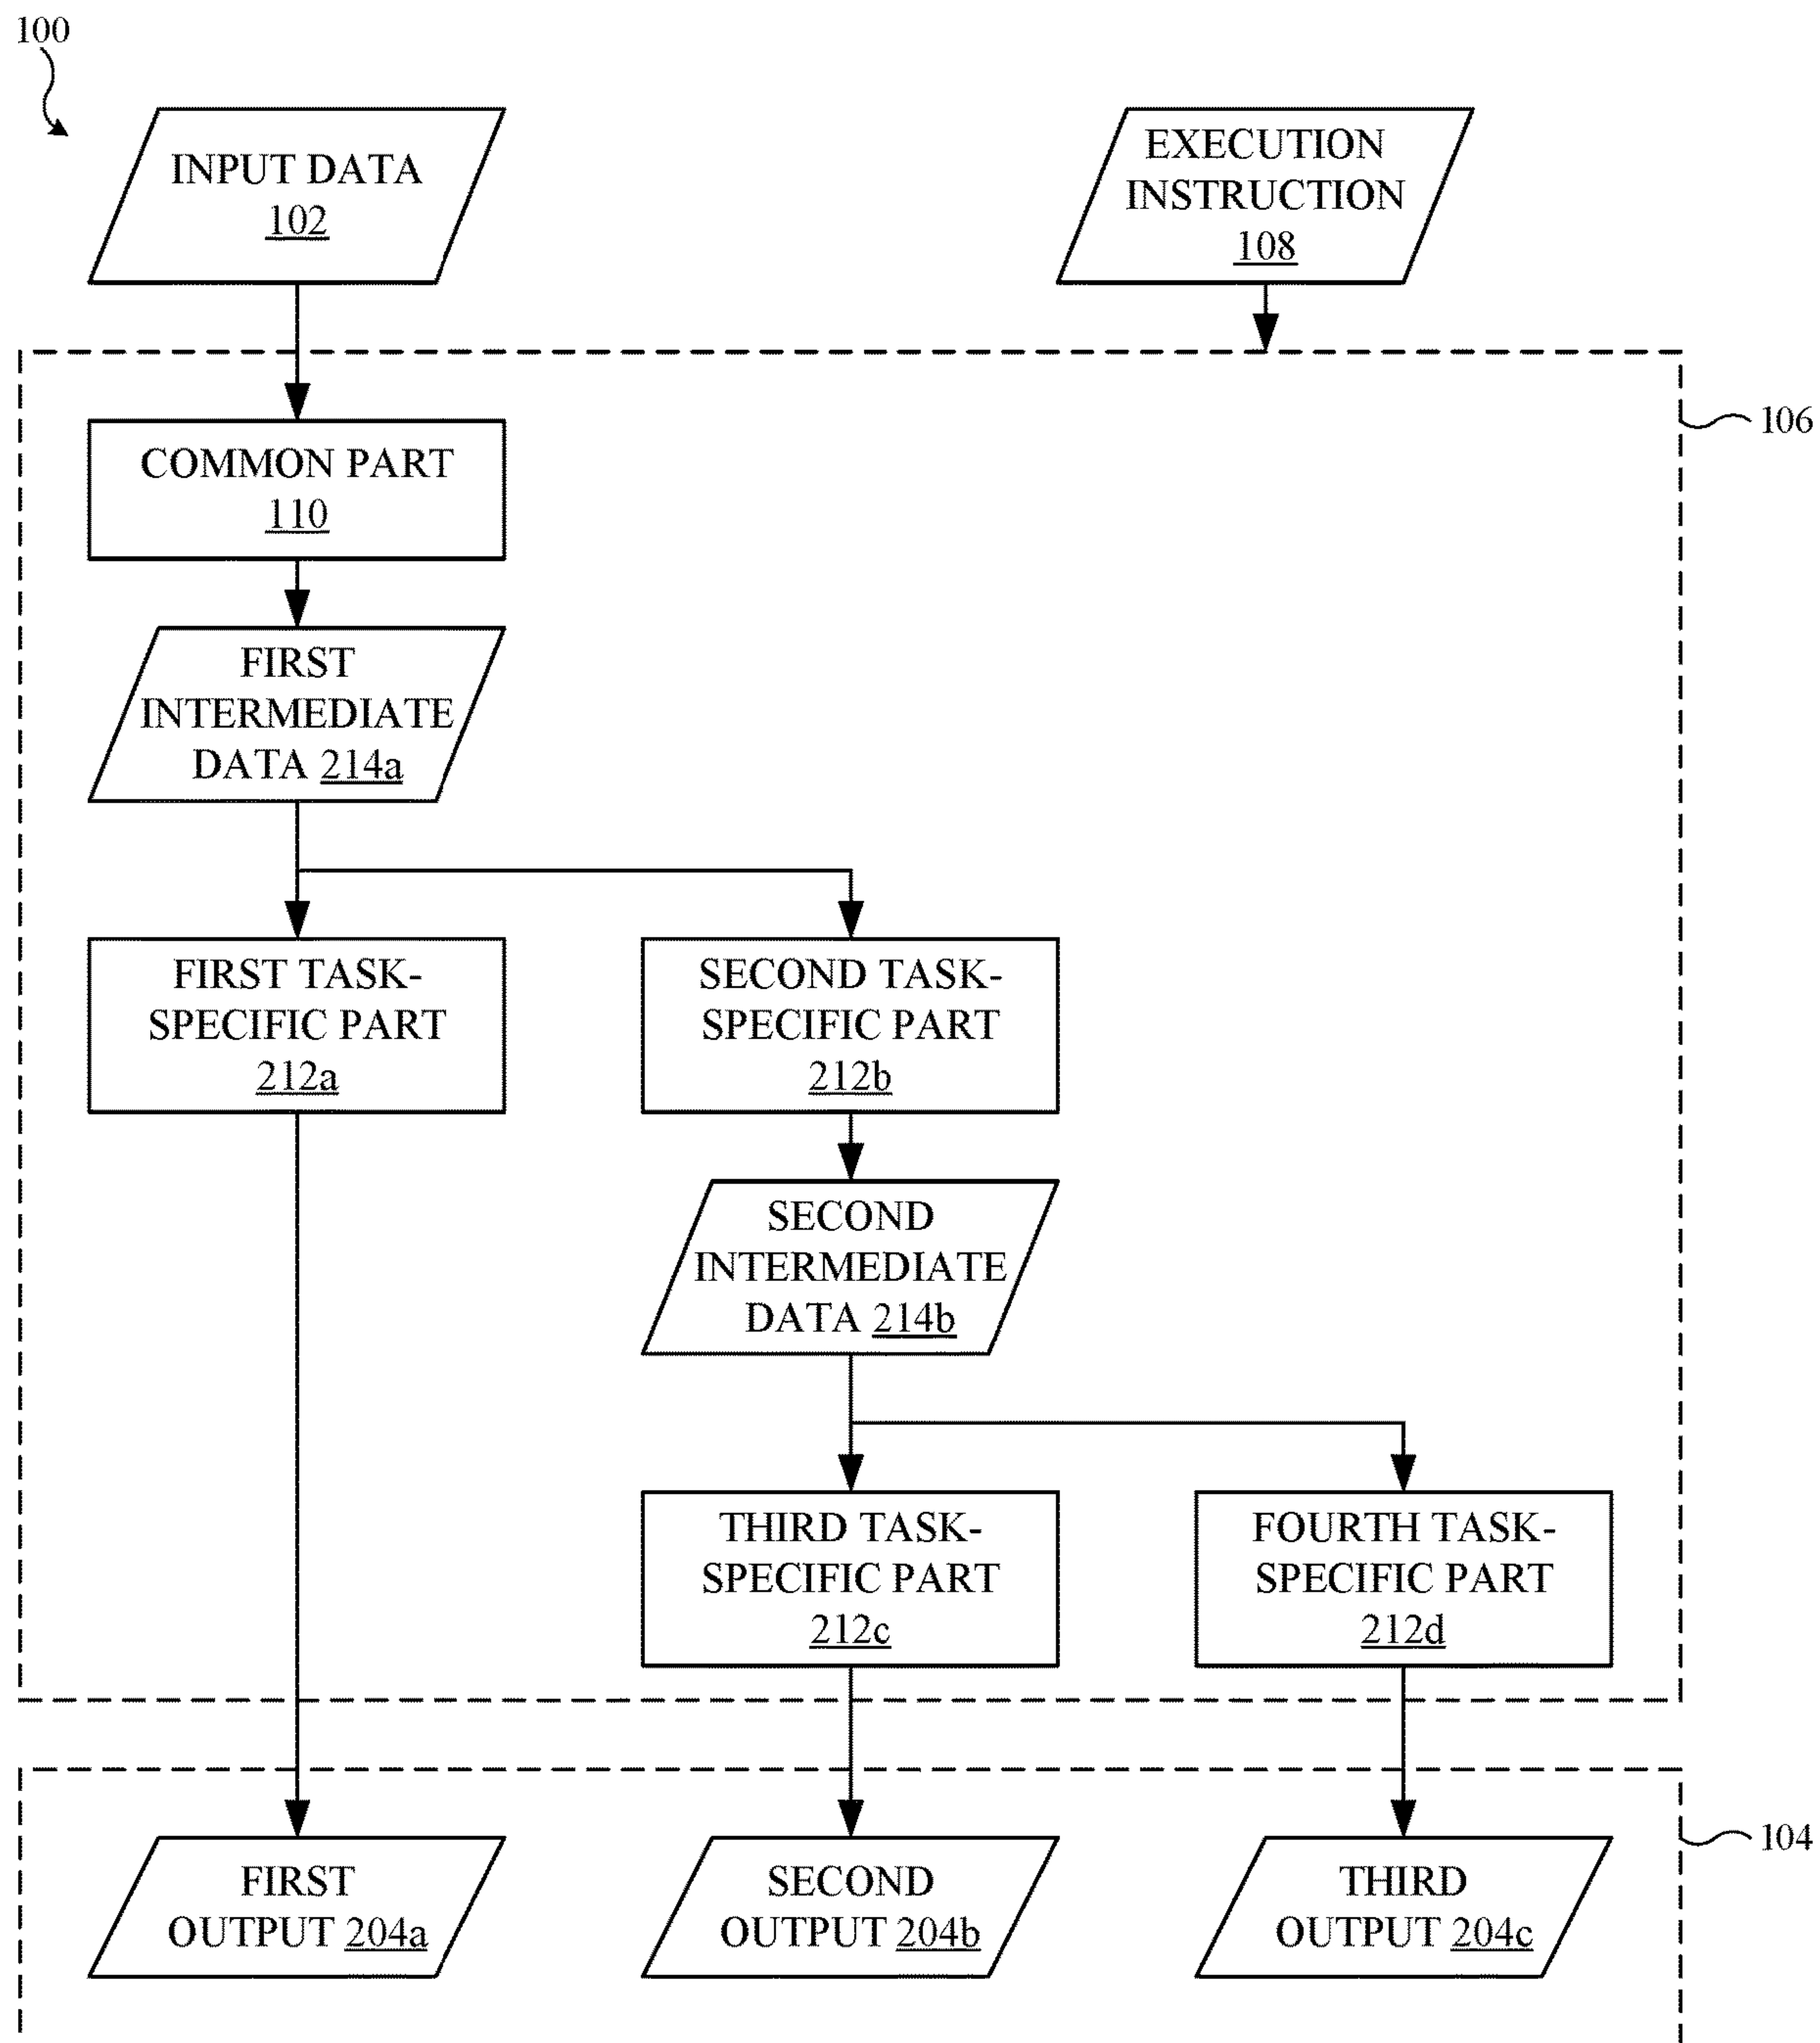 100
INPUT DATA
102
EXECUTION
INSTRUCTION
108
106
COMMON PART
110
FIRST
INTERMEDIATE
DATA 214a
FIRST TASK-
SPECIFIC PART
212a
SECOND TASK-
SPECIFIC PART
212b
SECOND
INTERMEDIATE
DATA 214b
THIRD TASK-
SPECIFIC PART
212c
FOURTH TASK-
SPECIFIC PART
212d
104
FIRST
OUTPUT 204a
SECOND
OUTPUT 204b
THIRD
OUTPUT 204c